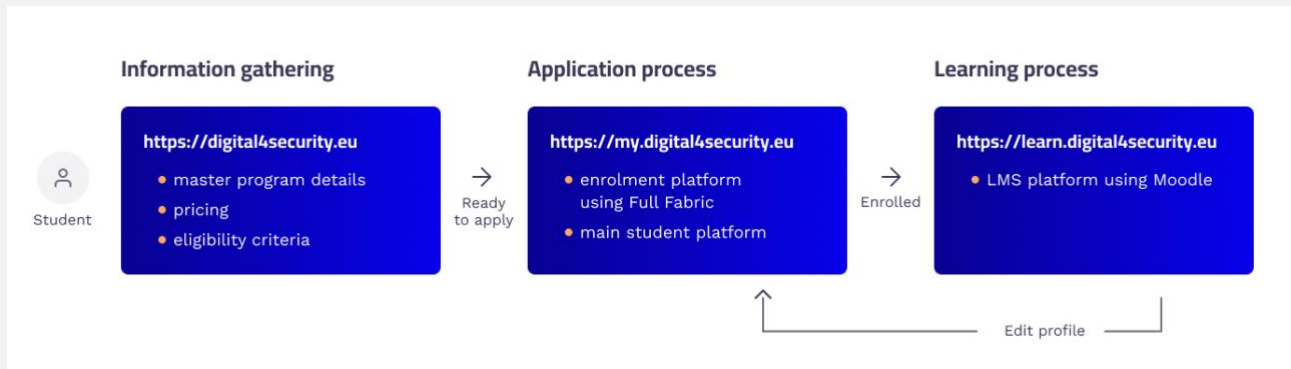 Information gathering
Application process
Learning process
Student
https://digital4security.eu
master program details
pricing
eligibility criteria
Ready
to apply
https://my.digital4security.eu
enrolment platform
using Full Fabric
main student platform
Enrolled
https://learn.digital4security.eu
LMS platform using Moodle
Edit profile